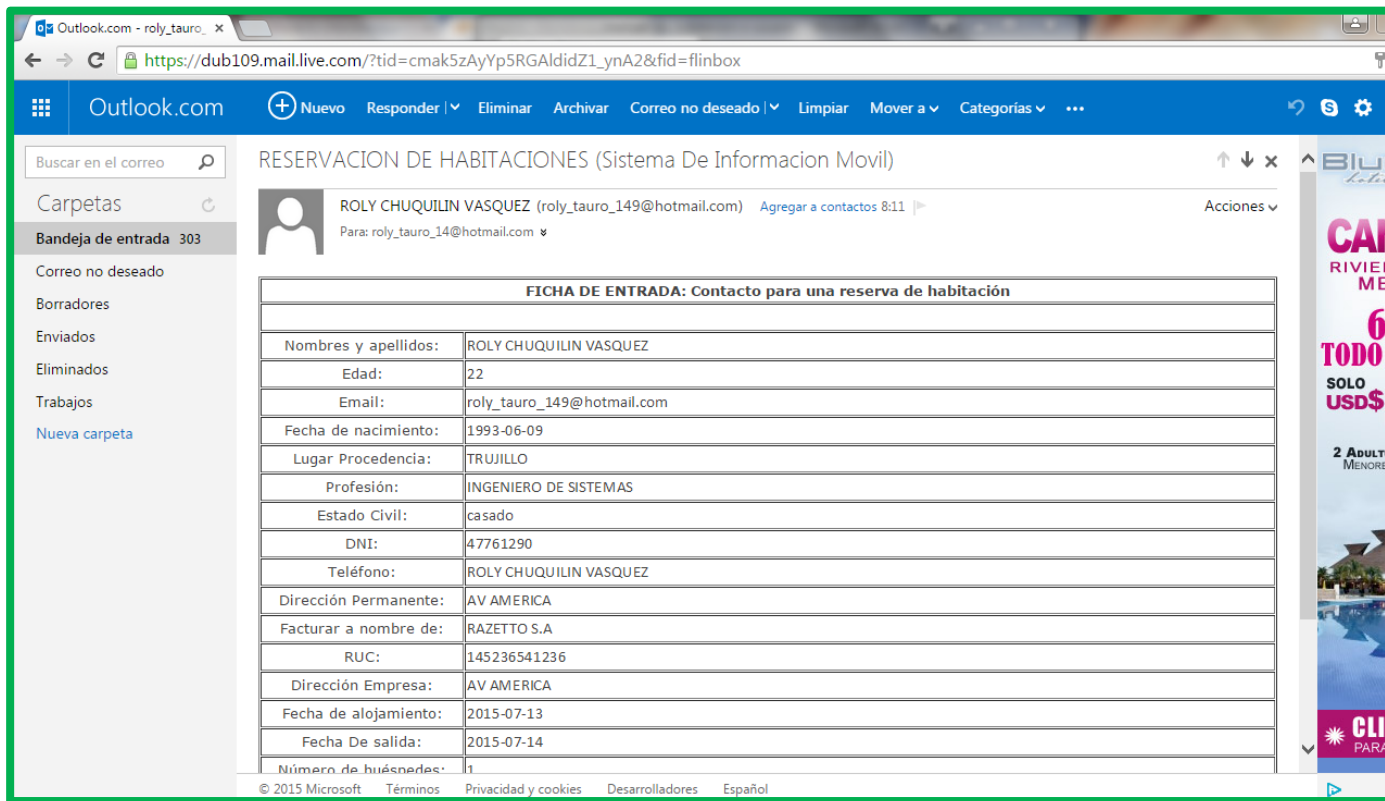 Outlook.com - roly_tauro_
https://dub109.mail.live.com/?tid=cmak5zAyYp5RGAldidZ1_ynA2&fid=flinbox
Outlook.com Nuevo Responder Eliminar Archivar Correo no deseado Limpiar Mover a Categorías
Buscar en el correo
Carpetas
Bandeja de entrada 303
Correo no deseado
Borradores
Enviados
Eliminados
Trabajos
Nueva carpeta
RESERVACION DE HABITACIONES (Sistema De Informacion Movil)
ROLY CHUQUILIN VASQUEZ (roly_tauro_149@hotmail.com) Agregar a contactos 8:11 Acciones
Para: roly_tauro_14@hotmail.com
FICHA DE ENTRADA: Contacto para una reserva de habitación
Nombres y apellidos: ROLY CHUQUILIN VASQUEZ
Edad: 22
Email: roly_tauro_149@hotmail.com
Fecha de nacimiento: 1993-06-09
Lugar Procedencia: TRUJILLO
Profesión: INGENIERO DE SISTEMAS
Estado Civil: casado
DNI: 47761290
Teléfono: ROLY CHUQUILIN VASQUEZ
Dirección Permanente: AV AMERICA
Facturar a nombre de: RAZETTO S.A
RUC: 145236541236
Dirección Empresa: AV AMERICA
Fecha de alojamiento: 2015-07-13
Fecha De salida: 2015-07-14
Número de huéspedes: 1
© 2015 Microsoft Términos Privacidad y cookies Desarrolladores Español
TODO
SOLO
USD$